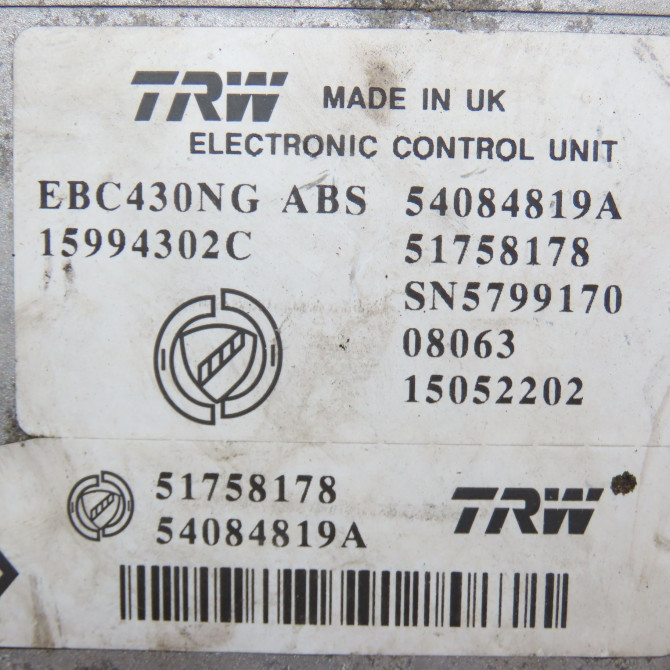 TRW MADE IN UK
ELECTRONIC CONTROL UNIT
EBC430NG ABS 54084819A
15994302C 51758178
SN5799170
08063
15052202
51758178 TRW
54084819A